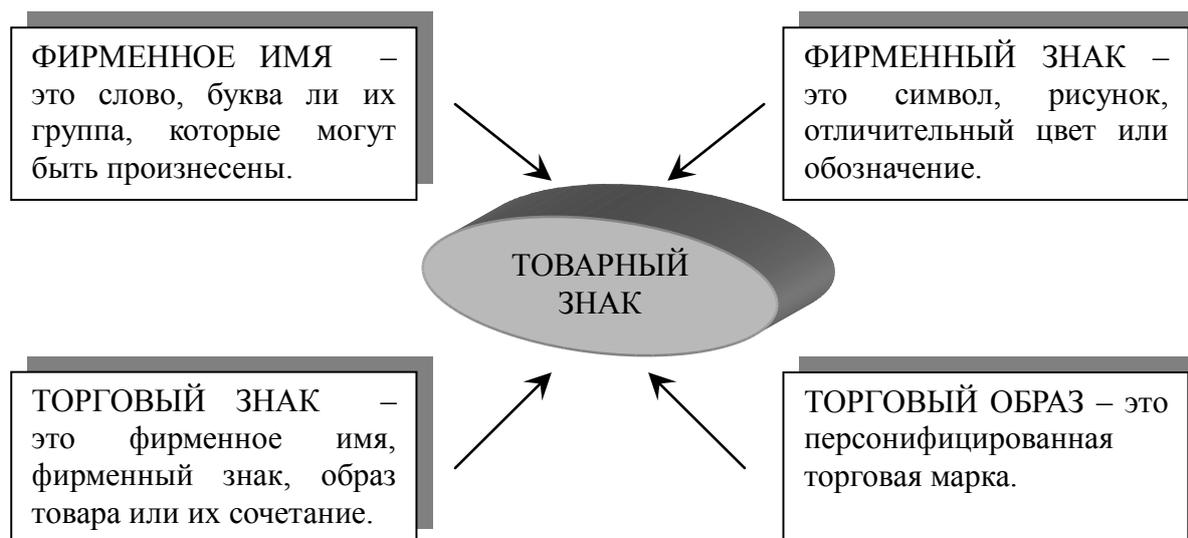 ФИРМЕННОЕ ИМЯ –
это слово, буква ли их
группа, которые могут
быть произнесены.
ФИРМЕННЫЙ ЗНАК –
это символ, рисунок,
отличительный цвет или
обозначение.
ТОВАРНЫЙ
ЗНАК
ТОРГОВЫЙ ЗНАК –
это фирменное имя,
фирменный знак, образ
товара или их сочетание.
ТОРГОВЫЙ ОБРАЗ – это
персонифицированная
торговая марка.